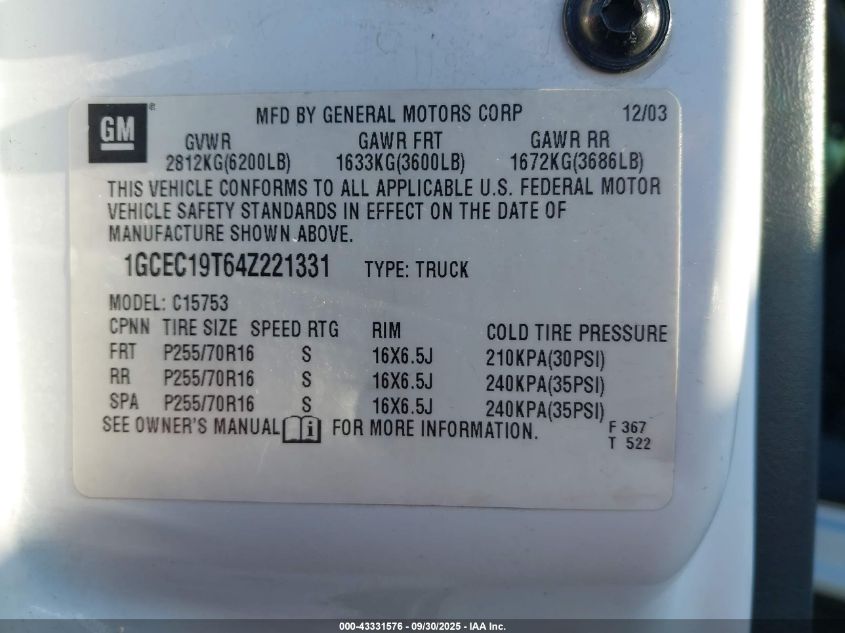 GM® MFD BY GENERAL MOTORS CORP 12/03
GVWR GAWR FRT GAWR RR
2812KG(6200LB) 1633KG(3600LB) 1672KG(3686LB)
THIS VEHICLE CONFORMS TO ALL APPLICABLE U.S. FEDERAL MOTOR
VEHICLE SAFETY STANDARDS IN EFFECT ON THE DATE OF
MANUFACTURE SHOWN ABOVE.
1GCEC19T64Z221331 TYPE: TRUCK
MODEL: C15753
CPNN TIRE SIZE SPEED RTG RIM COLD TIRE PRESSURE
FRT P255/70R16 S 16X6.5J 210KPA(30PSI)
RR P255/70R16 S 16X6.5J 240KPA(35PSI)
SPA P255/70R16 S 16X6.5J 240KPA(35PSI)
SEE OWNER'S MANUAL i FOR MORE INFORMATION. F 367
T 522
000-43331576 - 09/30/2025 - IAA Inc.